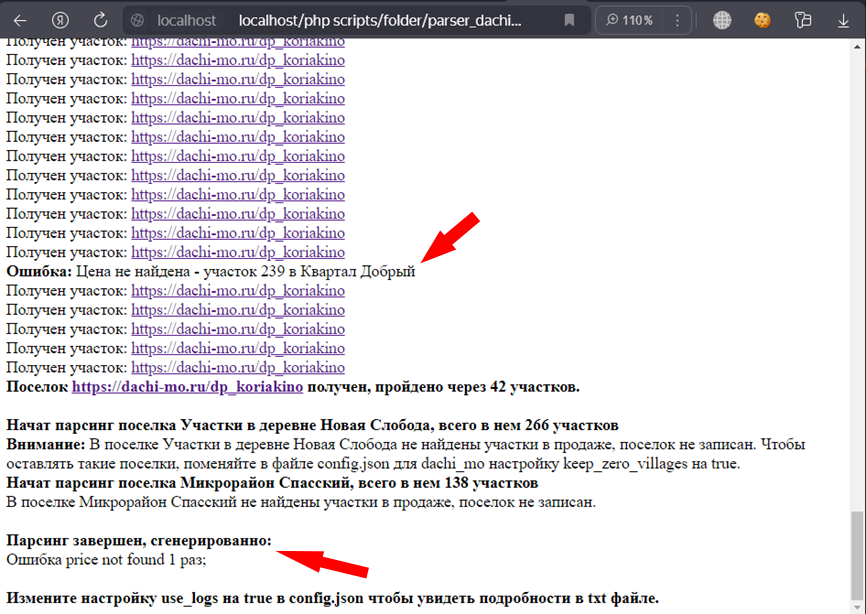 localhost localhost/php scripts/folder/parser_dachi... 110%
Получен участок: https://dachi-mo.ru/dp_koriakino
Получен участок: https://dachi-mo.ru/dp_koriakino
Получен участок: https://dachi-mo.ru/dp_koriakino
Получен участок: https://dachi-mo.ru/dp_koriakino
Получен участок: https://dachi-mo.ru/dp_koriakino
Получен участок: https://dachi-mo.ru/dp_koriakino
Получен участок: https://dachi-mo.ru/dp_koriakino
Получен участок: https://dachi-mo.ru/dp_koriakino
Получен участок: https://dachi-mo.ru/dp_koriakino
Получен участок: https://dachi-mo.ru/dp_koriakino
Получен участок: https://dachi-mo.ru/dp_koriakino
Получен участок: https://dachi-mo.ru/dp_koriakino
Ошибка: Цена не найдена - участок 239 в Квартал Добрый
Получен участок: https://dachi-mo.ru/dp_koriakino
Получен участок: https://dachi-mo.ru/dp_koriakino
Получен участок: https://dachi-mo.ru/dp_koriakino
Получен участок: https://dachi-mo.ru/dp_koriakino
Получен участок: https://dachi-mo.ru/dp_koriakino
Поселок https://dachi-mo.ru/dp_koriakino получен, пройдено через 42 участков.
Начат парсинг поселка Участки в деревне Новая Слобода, всего в нем 266 участков
Внимание: В поселке Участки в деревне Новая Слобода не найдены участки в продаже, поселок не записан. Чтобы
оставлять такие поселки, поменяйте в файле config.json для dachi_mo настройку keep_zero_villages на true.
Начат парсинг поселка Микрорайон Спасский, всего в нем 138 участков
В поселке Микрорайон Спасский не найдены участки в продаже, поселок не записан.
Парсинг завершен, сгенерированно:
Ошибка price not found 1 раз;
Измените настройку use_logs на true в config.json чтобы увидеть подробности в txt файле.